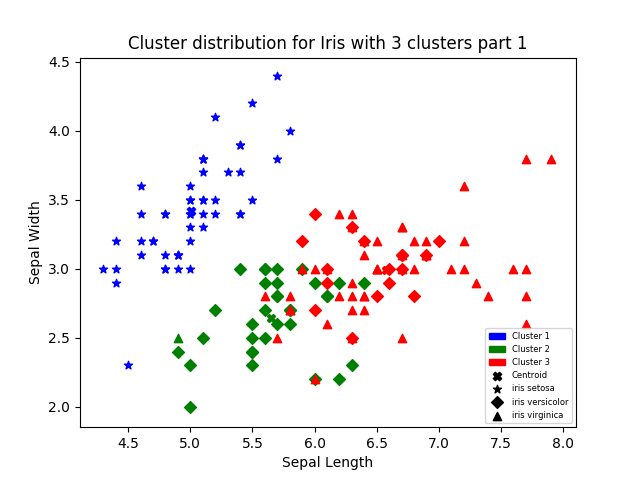 Cluster distribution for Iris with 3 clusters part 1
4.5
4.0
3.5
3.0
2.5
2.0
Sepal Width
4.5 5.0 5.5 6.0 6.5 7.0 7.5 8.0
Sepal Length
Cluster 1
Cluster 2
Cluster 3
Centroid
iris setosa
iris versicolor
iris virginica